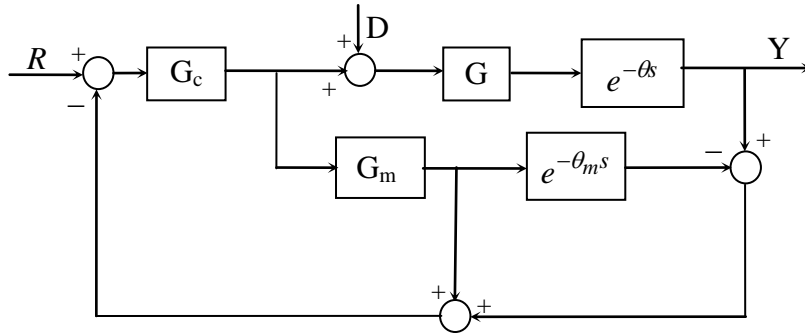 D
R + − G_c + + G e^{−θs} Y
G_m e^{−θ_m s} − +
+ +